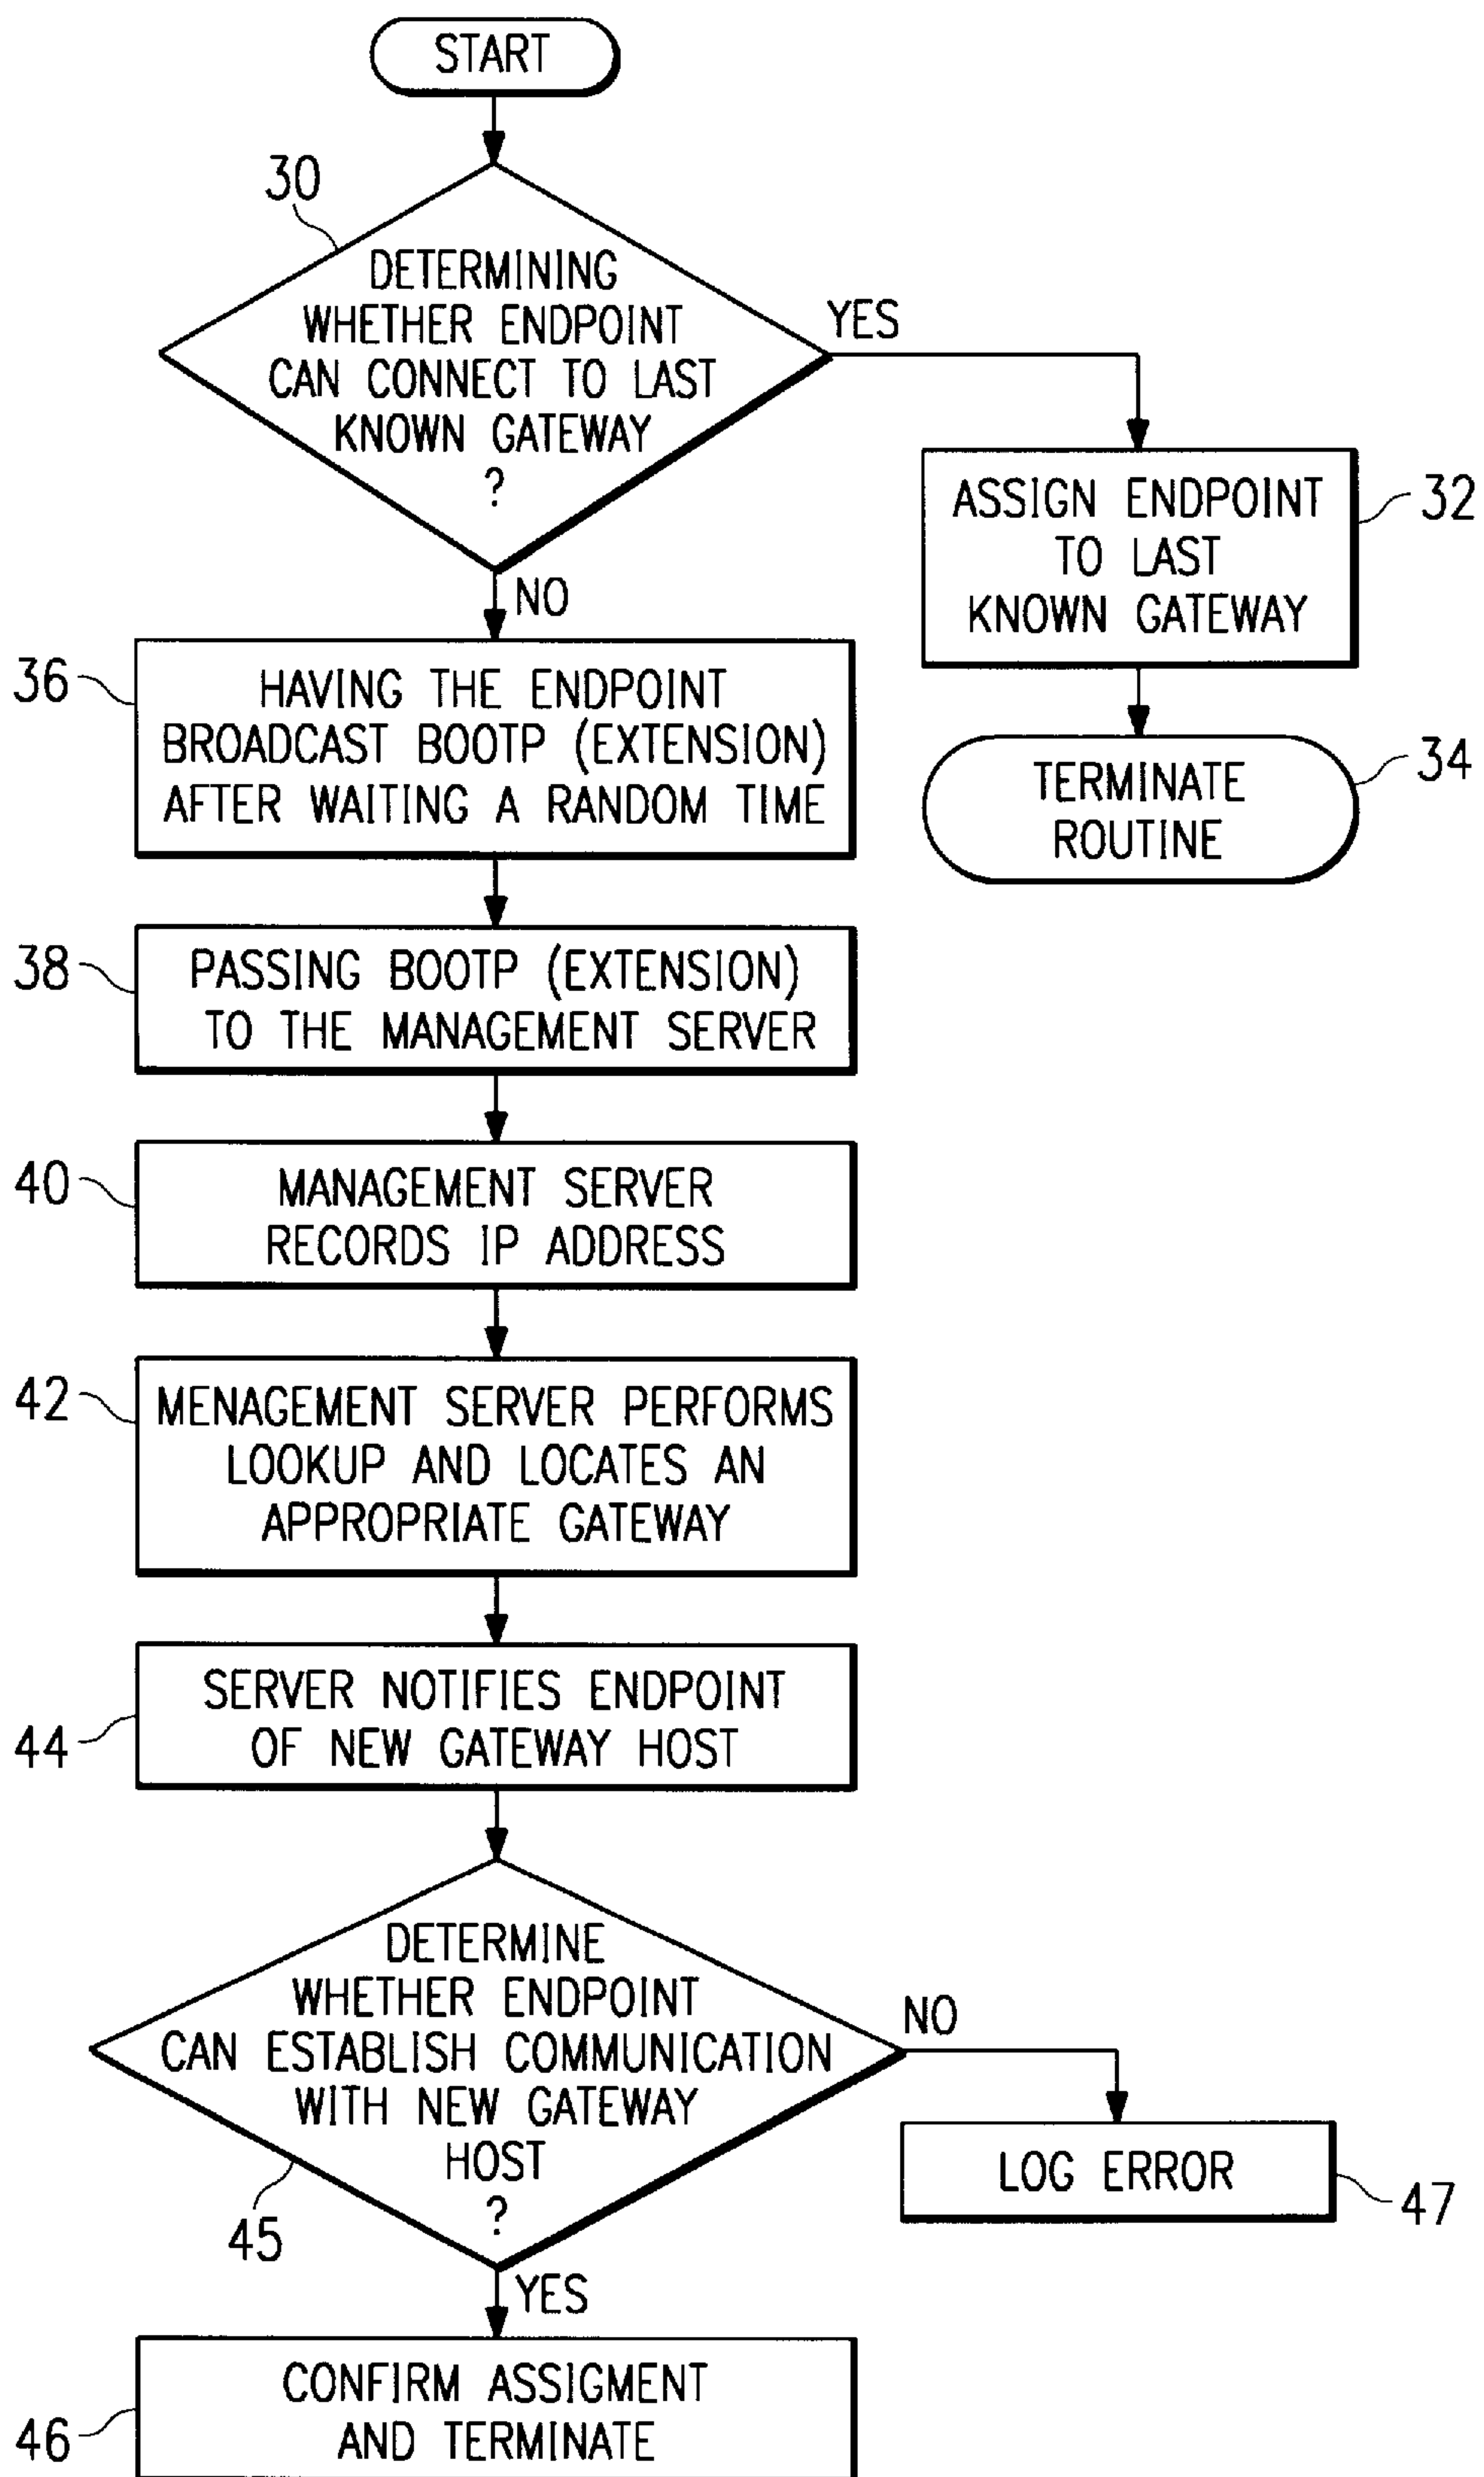 START
30
DETERMINING
WHETHER ENDPOINT
CAN CONNECT TO LAST
KNOWN GATEWAY
?
YES
ASSIGN ENDPOINT
TO LAST
KNOWN GATEWAY
32
TERMINATE
ROUTINE
34
NO
36
HAVING THE ENDPOINT
BROADCAST BOOTP (EXTENSION)
AFTER WAITING A RANDOM TIME
38
PASSING BOOTP (EXTENSION)
TO THE MANAGEMENT SERVER
40
MANAGEMENT SERVER
RECORDS IP ADDRESS
42
MENAGEMENT SERVER PERFORMS
LOOKUP AND LOCATES AN
APPROPRIATE GATEWAY
44
SERVER NOTIFIES ENDPOINT
OF NEW GATEWAY HOST
DETERMINE
WHETHER ENDPOINT
CAN ESTABLISH COMMUNICATION
WITH NEW GATEWAY
HOST
?
45
NO
LOG ERROR
47
YES
46
CONFIRM ASSIGMENT
AND TERMINATE